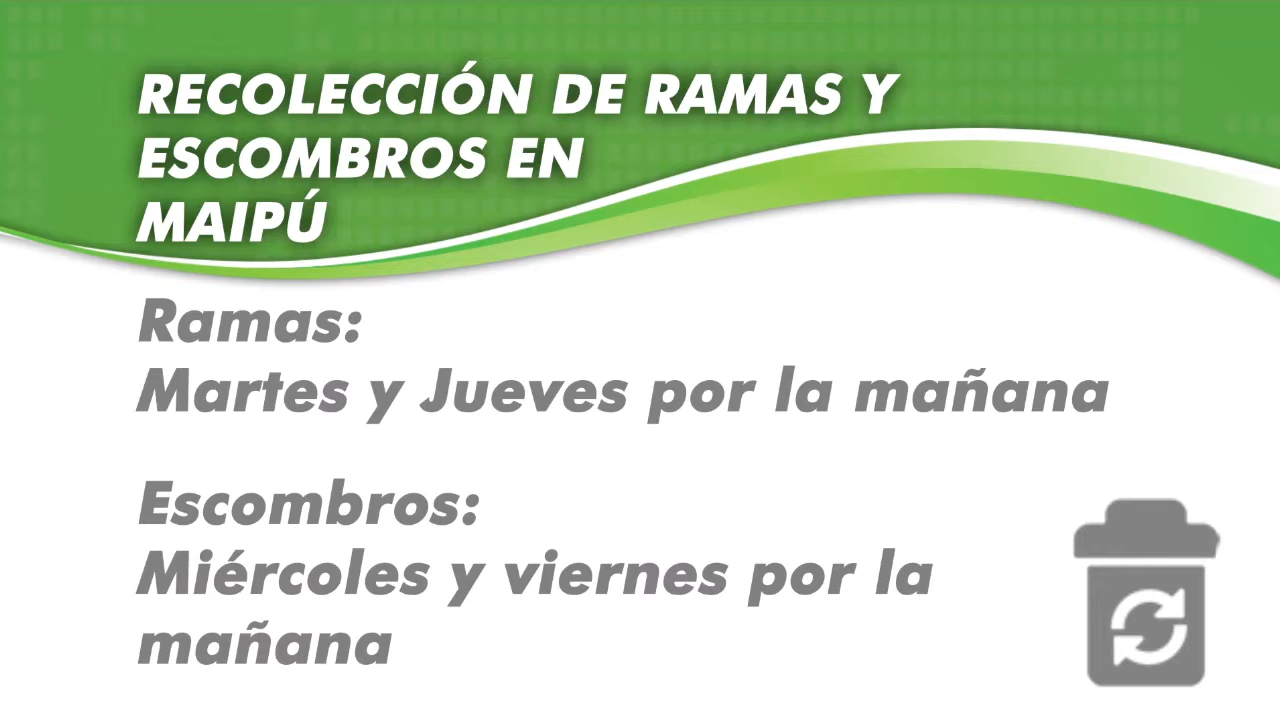 RECOLECCIÓN DE RAMAS Y
ESCOMBROS EN
MAIPÚ
Ramas:
Martes y Jueves por la mañana
Escombros:
Miércoles y viernes por la
mañana